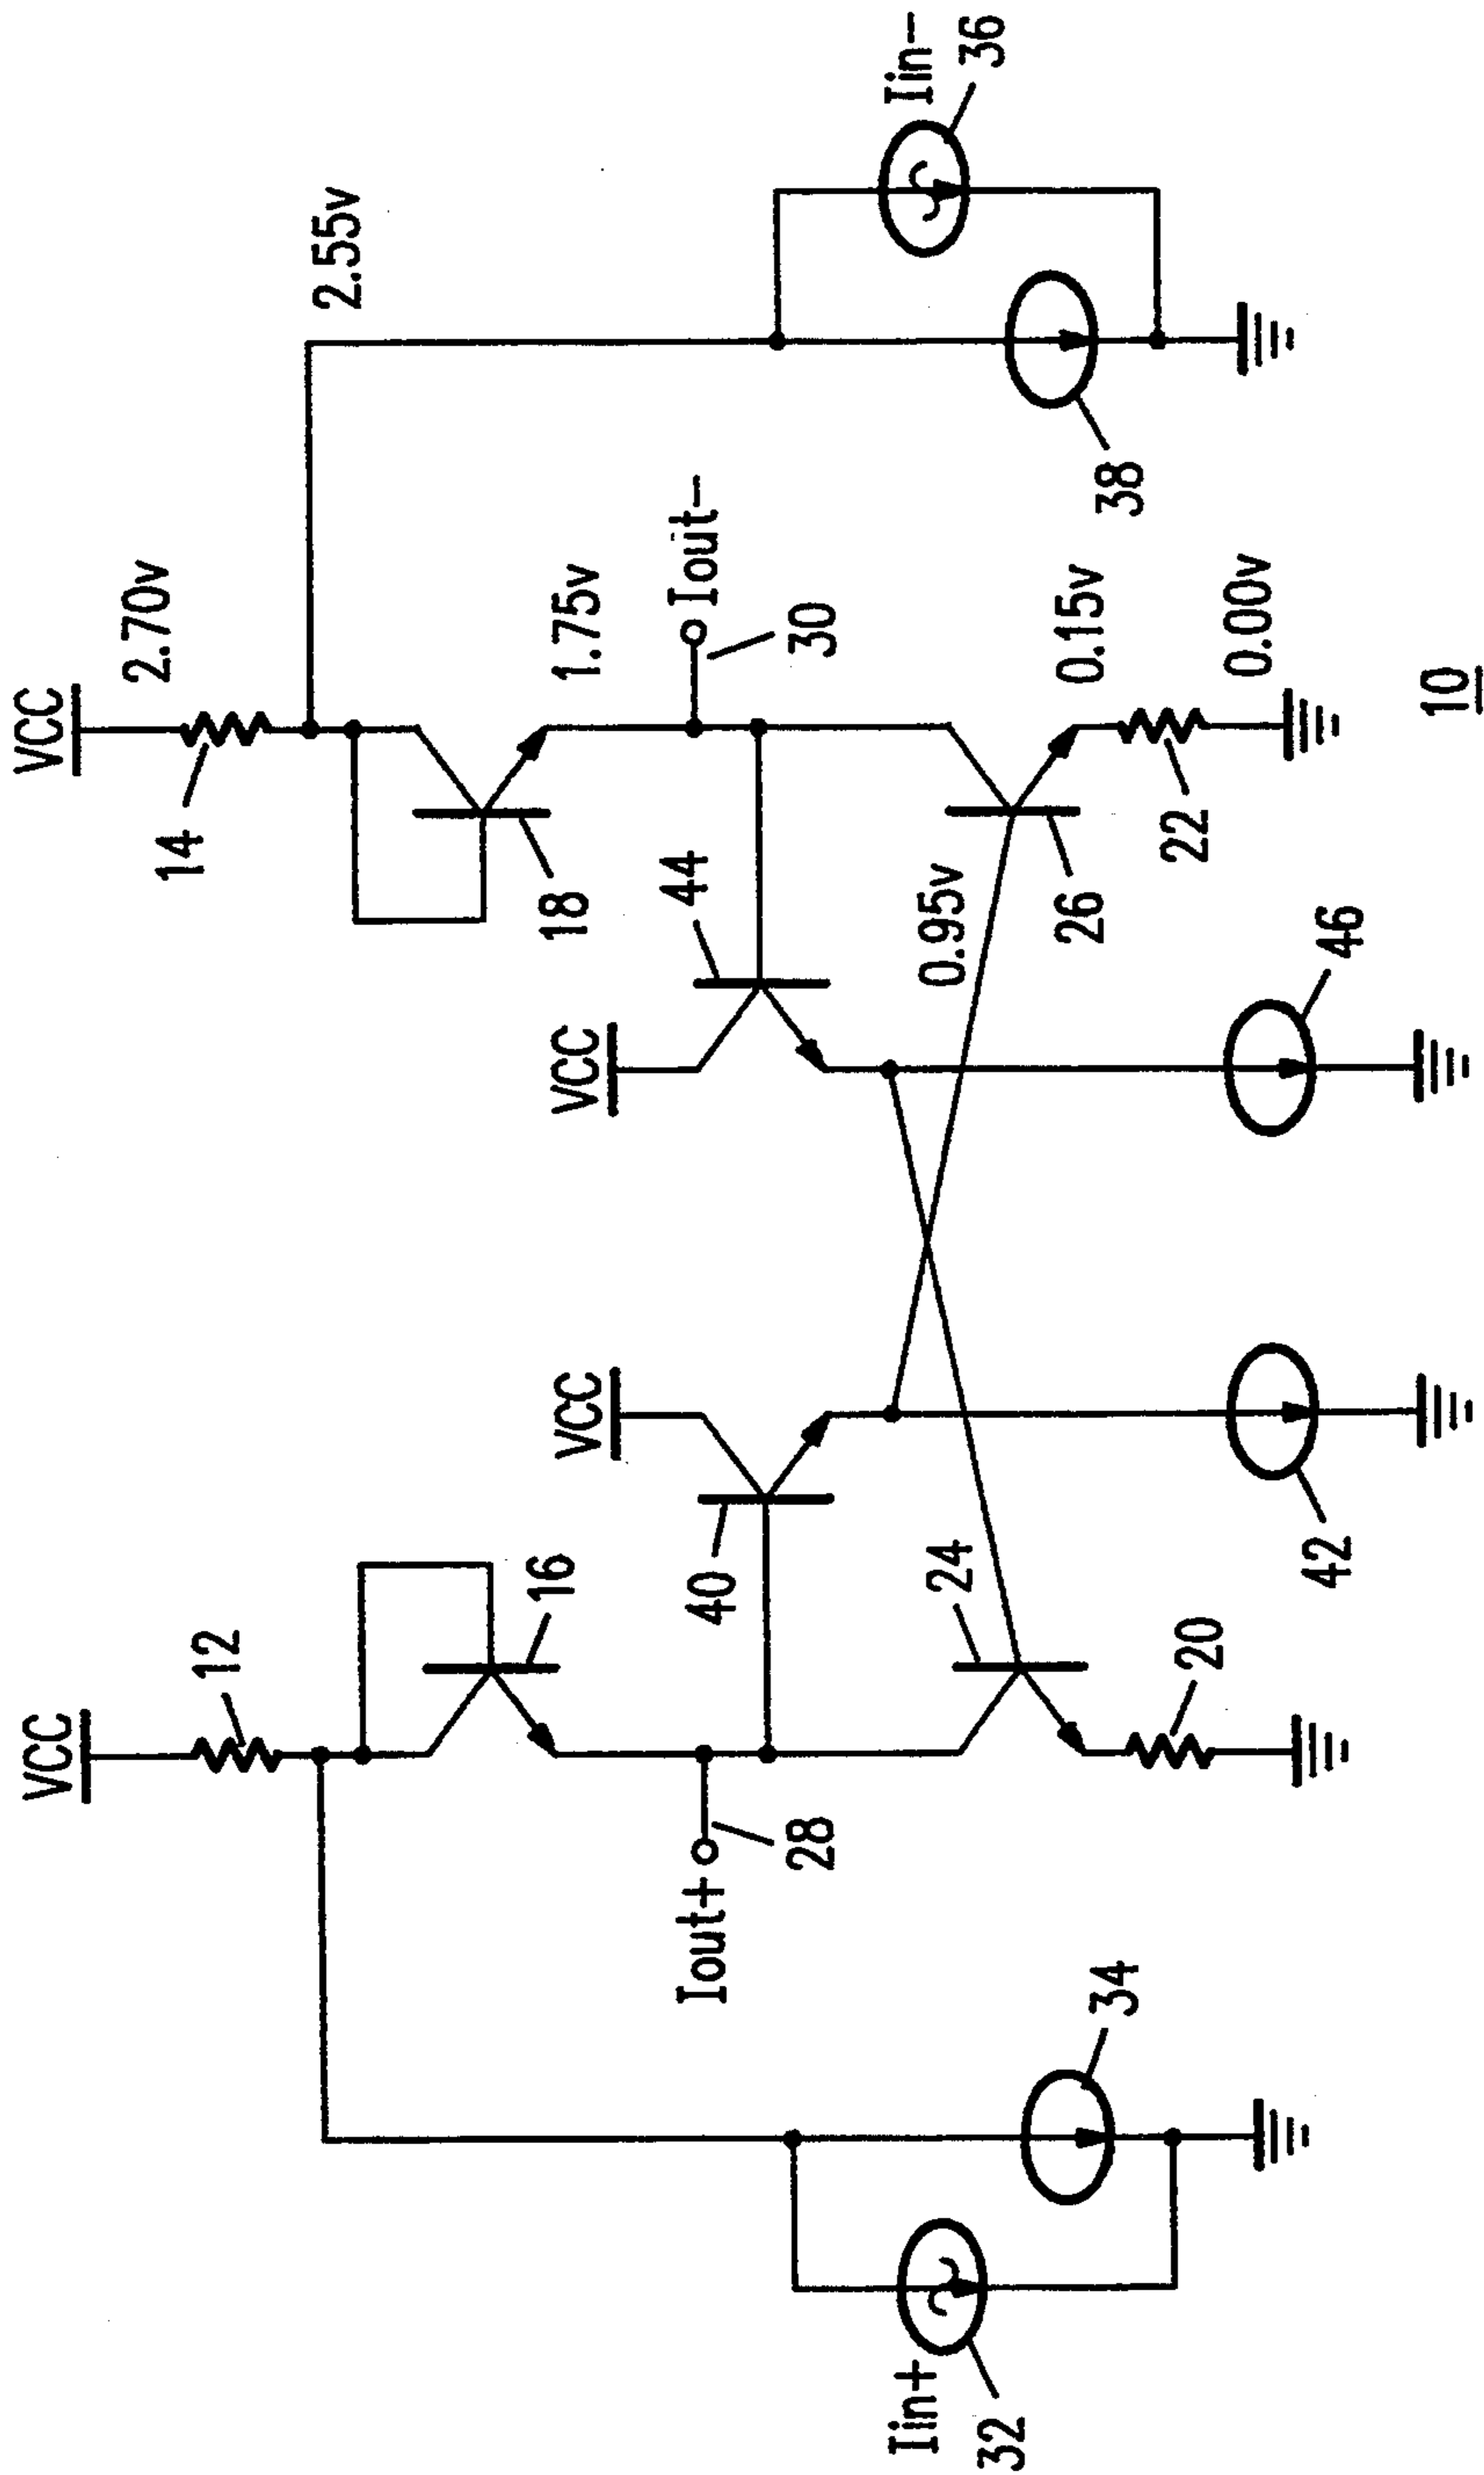 VCC
12
16
VCC
40
Iout+
28
24
20
42
Iin+
32
34
VCC
2.70v
14
2.55v
18
1.75v
VCC
44
Iout-
30
0.95v
26
0.15v
22
0.00v
46
Iin-
36
38
10